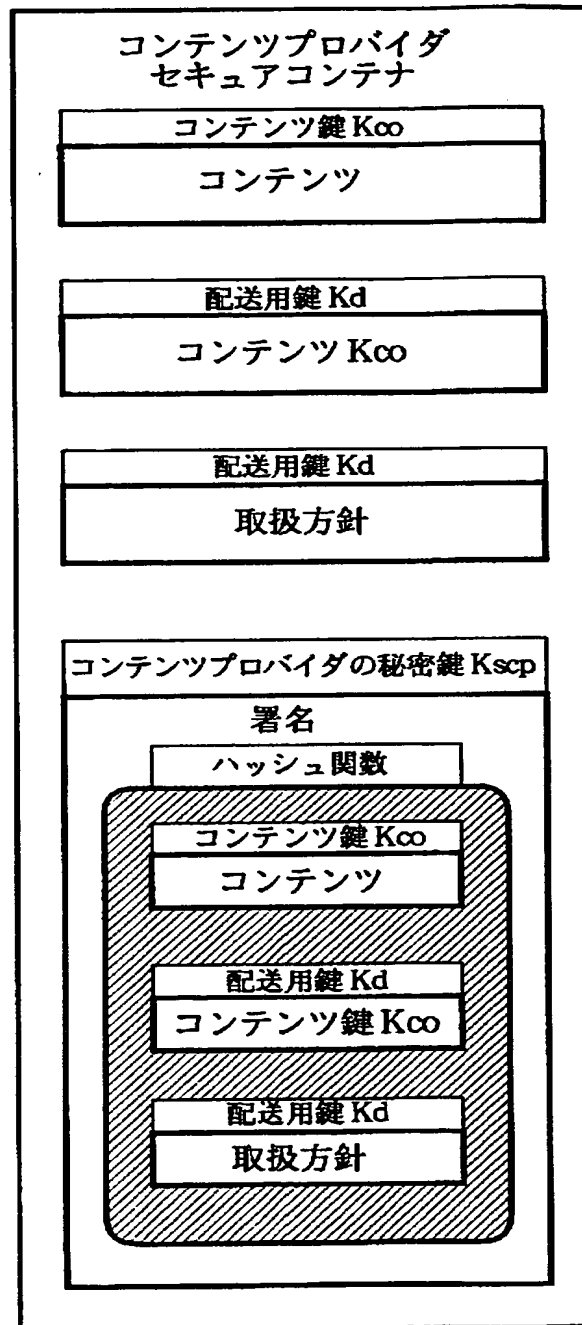 コンテンツプロバイダ
セキュアコンテナ
コンテンツ鍵Kco
コンテンツ
配送用鍵Kd
コンテンツKco
配送用鍵Kd
取扱方針
コンテンツプロバイダの秘密鍵Kscp
署名
ハッシュ関数
コンテンツ鍵Kco
コンテンツ
配送用鍵Kd
コンテンツ鍵Kco
配送用鍵Kd
取扱方針